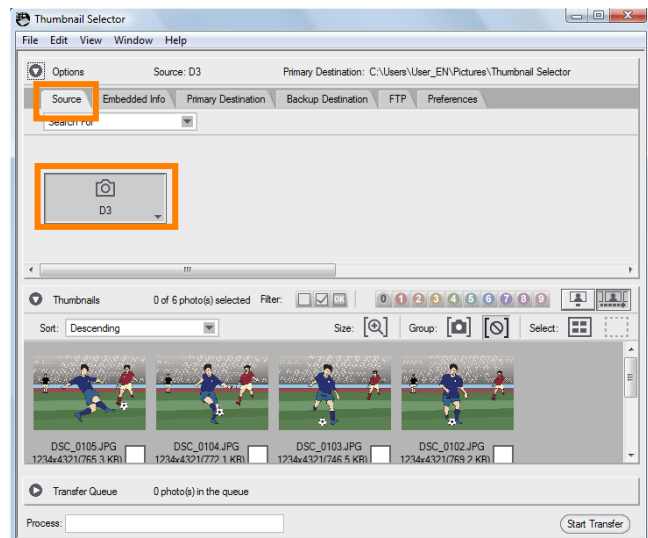 Thumbnail Selector
File Edit View Window Help
Options Source: D3 Primary Destination: C:\Users\User_EN\Pictures\Thumbnail Selector
Source Embedded Info Primary Destination Backup Destination FTP Preferences
Search For
D3
Thumbnails 0 of 6 photo(s) selected Filter: OK 0 1 2 3 4 5 6 7 8 9
Sort: Descending Size: Group: Select:
DSC_0105.JPG DSC_0104.JPG DSC_0103.JPG DSC_0102.JPG
1234x4321(765.3 KB) 1234x4321(772.1 KB) 1234x4321(746.5 KB) 1234x4321(769.2 KB)
Transfer Queue 0 photo(s) in the queue
Process: Start Transfer